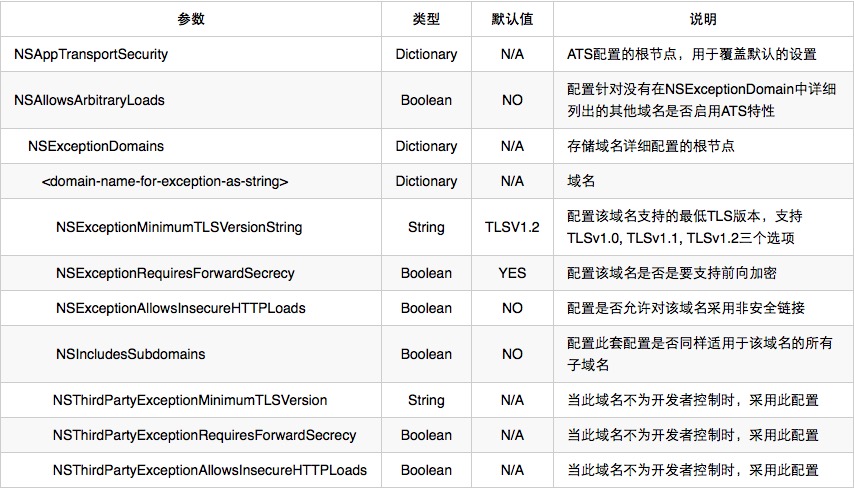 参数 类型 默认值 说明
NSAppTransportSecurity Dictionary N/A ATS配置的根节点，用于覆盖默认的设置
NSAllowsArbitraryLoads Boolean NO 配置针对没有在NSExceptionDomain中详细
列出的其他域名是否启用ATS特性
NSExceptionDomains Dictionary N/A 存储域名详细配置的根节点
<domain-name-for-exception-as-string> Dictionary N/A 域名
NSExceptionMinimumTLSVersionString String TLSV1.2 配置该域名支持的最低TLS版本，支持
TLSv1.0, TLSv1.1, TLSv1.2三个选项
NSExceptionRequiresForwardSecrecy Boolean YES 配置该域名是否是要支持前向加密
NSExceptionAllowsInsecureHTTPLoads Boolean NO 配置是否允许对该域名采用非安全链接
NSIncludesSubdomains Boolean NO 配置此套配置是否同样适用于该域名的所有
子域名
NSThirdPartyExceptionMinimumTLSVersion String N/A 当此域名不为开发者控制时，采用此配置
NSThirdPartyExceptionRequiresForwardSecrecy Boolean N/A 当此域名不为开发者控制时，采用此配置
NSThirdPartyExceptionAllowsInsecureHTTPLoads Boolean N/A 当此域名不为开发者控制时，采用此配置